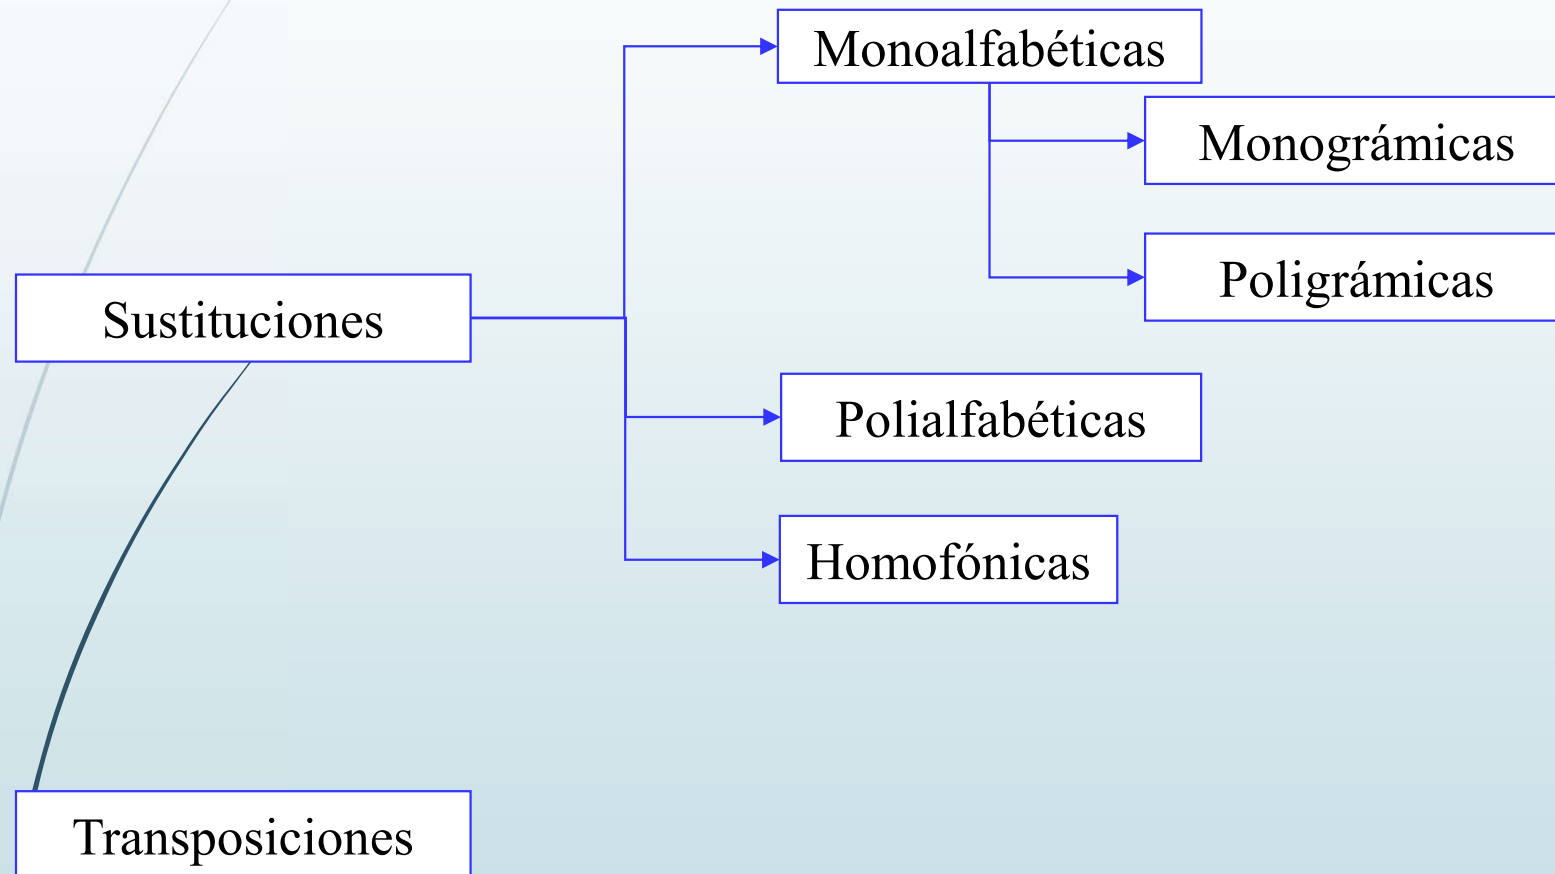 Monoalfabéticas
Monográmicas
Poligrámicas
Sustituciones
Polialfabéticas
Homofónicas
Transposiciones